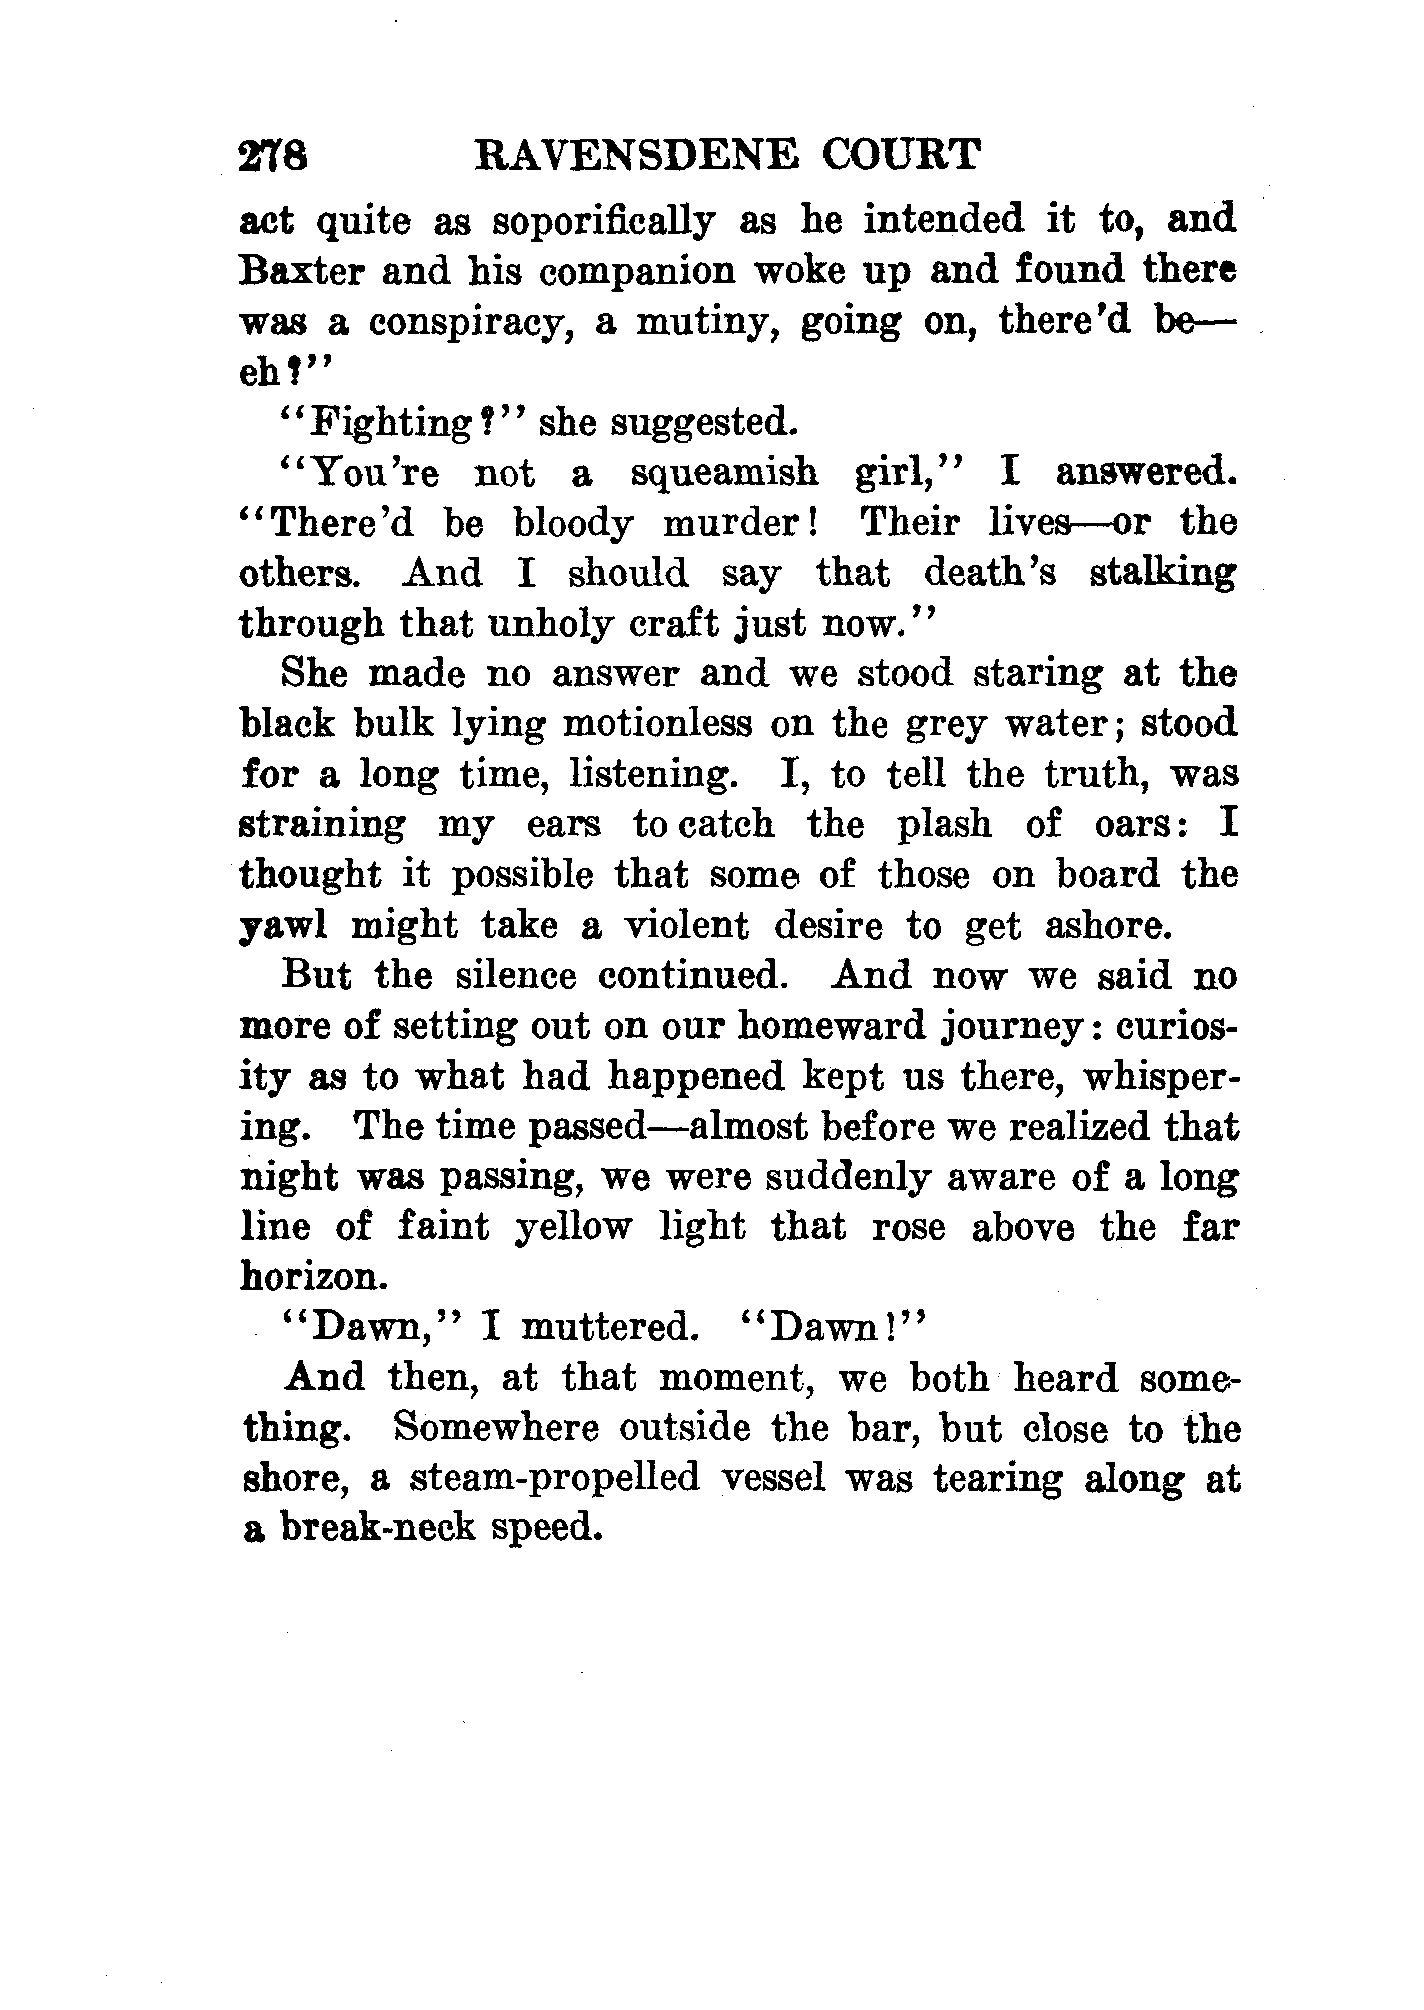 278 RAVENSDENE COURT
act quite as soporifically as he intended it to, and
Baxter and his companion woke up and found there
was a conspiracy, a mutiny, going on, there'd be—
eh?"
"Fighting?" she suggested.
"You're not a squeamish girl," I answered.
"There'd be bloody murder! Their lives—or the
others. And I should say that death's stalking
through that unholy craft just now."
She made no answer and we stood staring at the
black bulk lying motionless on the grey water; stood
for a long time, listening. I, to tell the truth, was
straining my ears to catch the plash of oars: I
thought it possible that some of those on board the
yawl might take a violent desire to get ashore.
But the silence continued. And now we said no
more of setting out on our homeward journey: curios-
ity as to what had happened kept us there, whisper-
ing. The time passed—almost before we realized that
night was passing, we were suddenly aware of a long
line of faint yellow light that rose above the far
horizon.
"Dawn," I muttered. "Dawn!"
And then, at that moment, we both heard some-
thing. Somewhere outside the bar, but close to the
shore, a steam-propelled vessel was tearing along at
a break-neck speed.